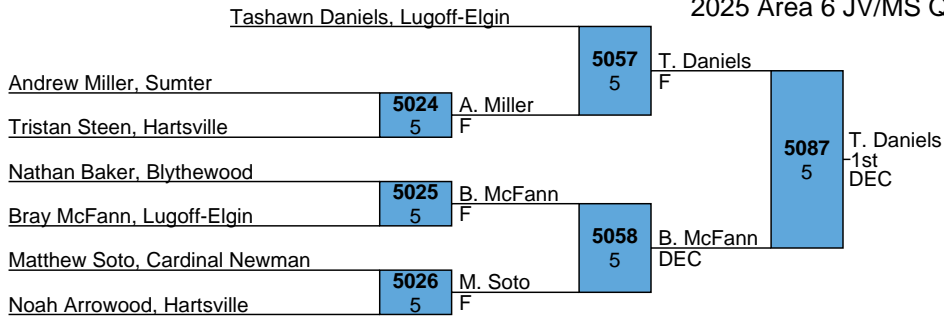 2025 Area 6 JV/MS Q
Tashawn Daniels, Lugoff-Elgin
5057
5
T. Daniels
F
Andrew Miller, Sumter
5024
5
A. Miller
F
Tristan Steen, Hartsville
5087
5
T. Daniels
1st
DEC
Nathan Baker, Blythewood
5025
5
B. McFann
F
Bray McFann, Lugoff-Elgin
5058
5
B. McFann
DEC
Matthew Soto, Cardinal Newman
5026
5
M. Soto
F
Noah Arrowood, Hartsville